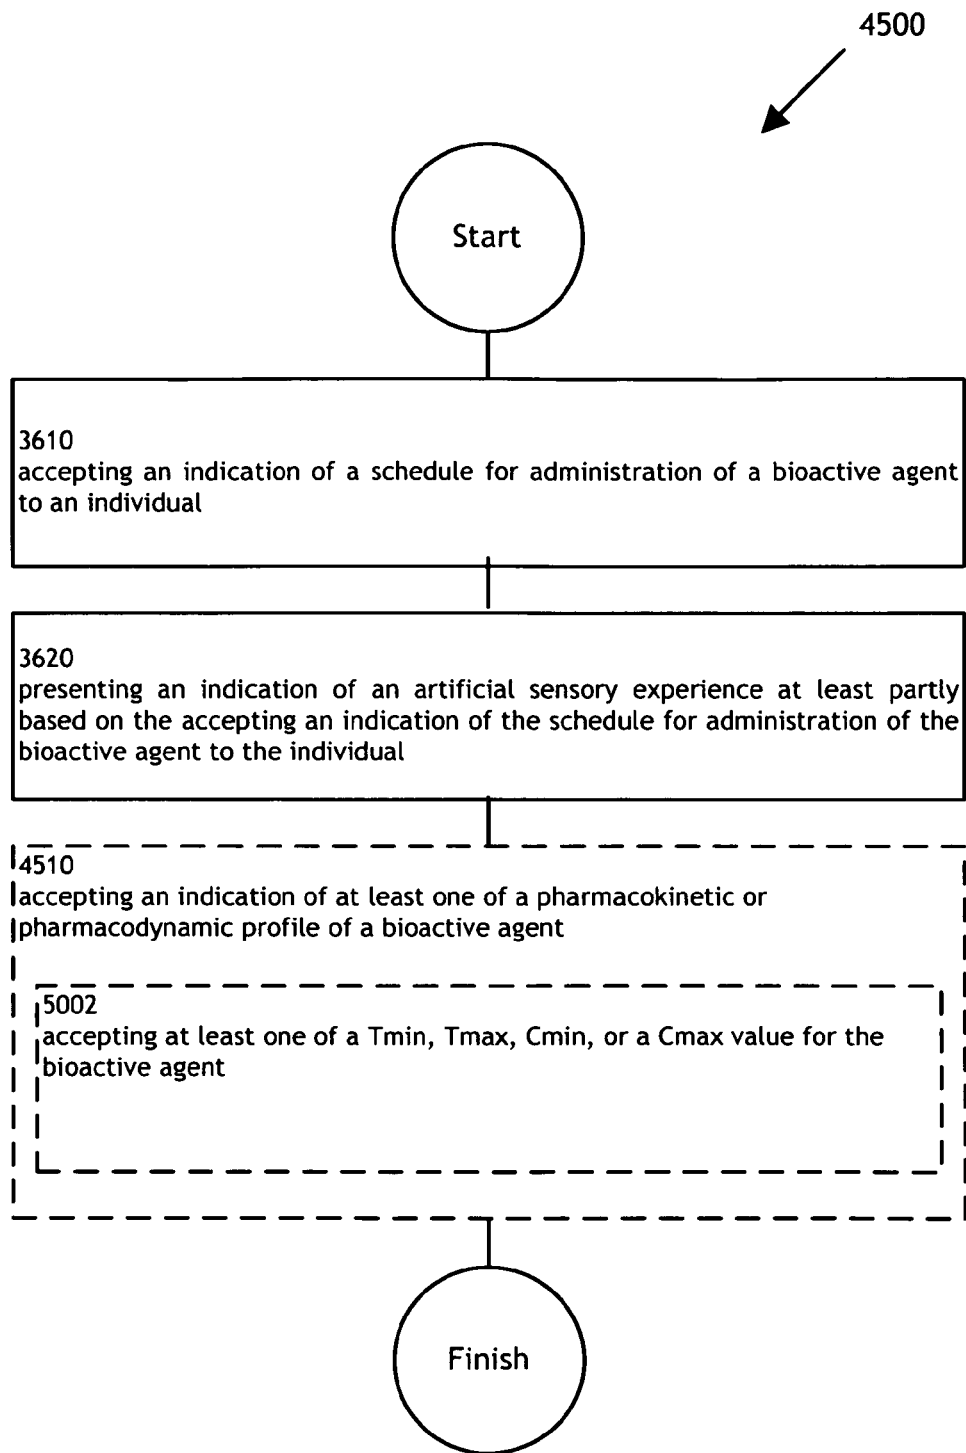 4500
Start
3610
accepting an indication of a schedule for administration of a bioactive agent
to an individual
3620
presenting an indication of an artificial sensory experience at least partly
based on the accepting an indication of the schedule for administration of the
bioactive agent to the individual
4510
accepting an indication of at least one of a pharmacokinetic or
pharmacodynamic profile of a bioactive agent
5002
accepting at least one of a Tmin, Tmax, Cmin, or a Cmax value for the
bioactive agent
Finish